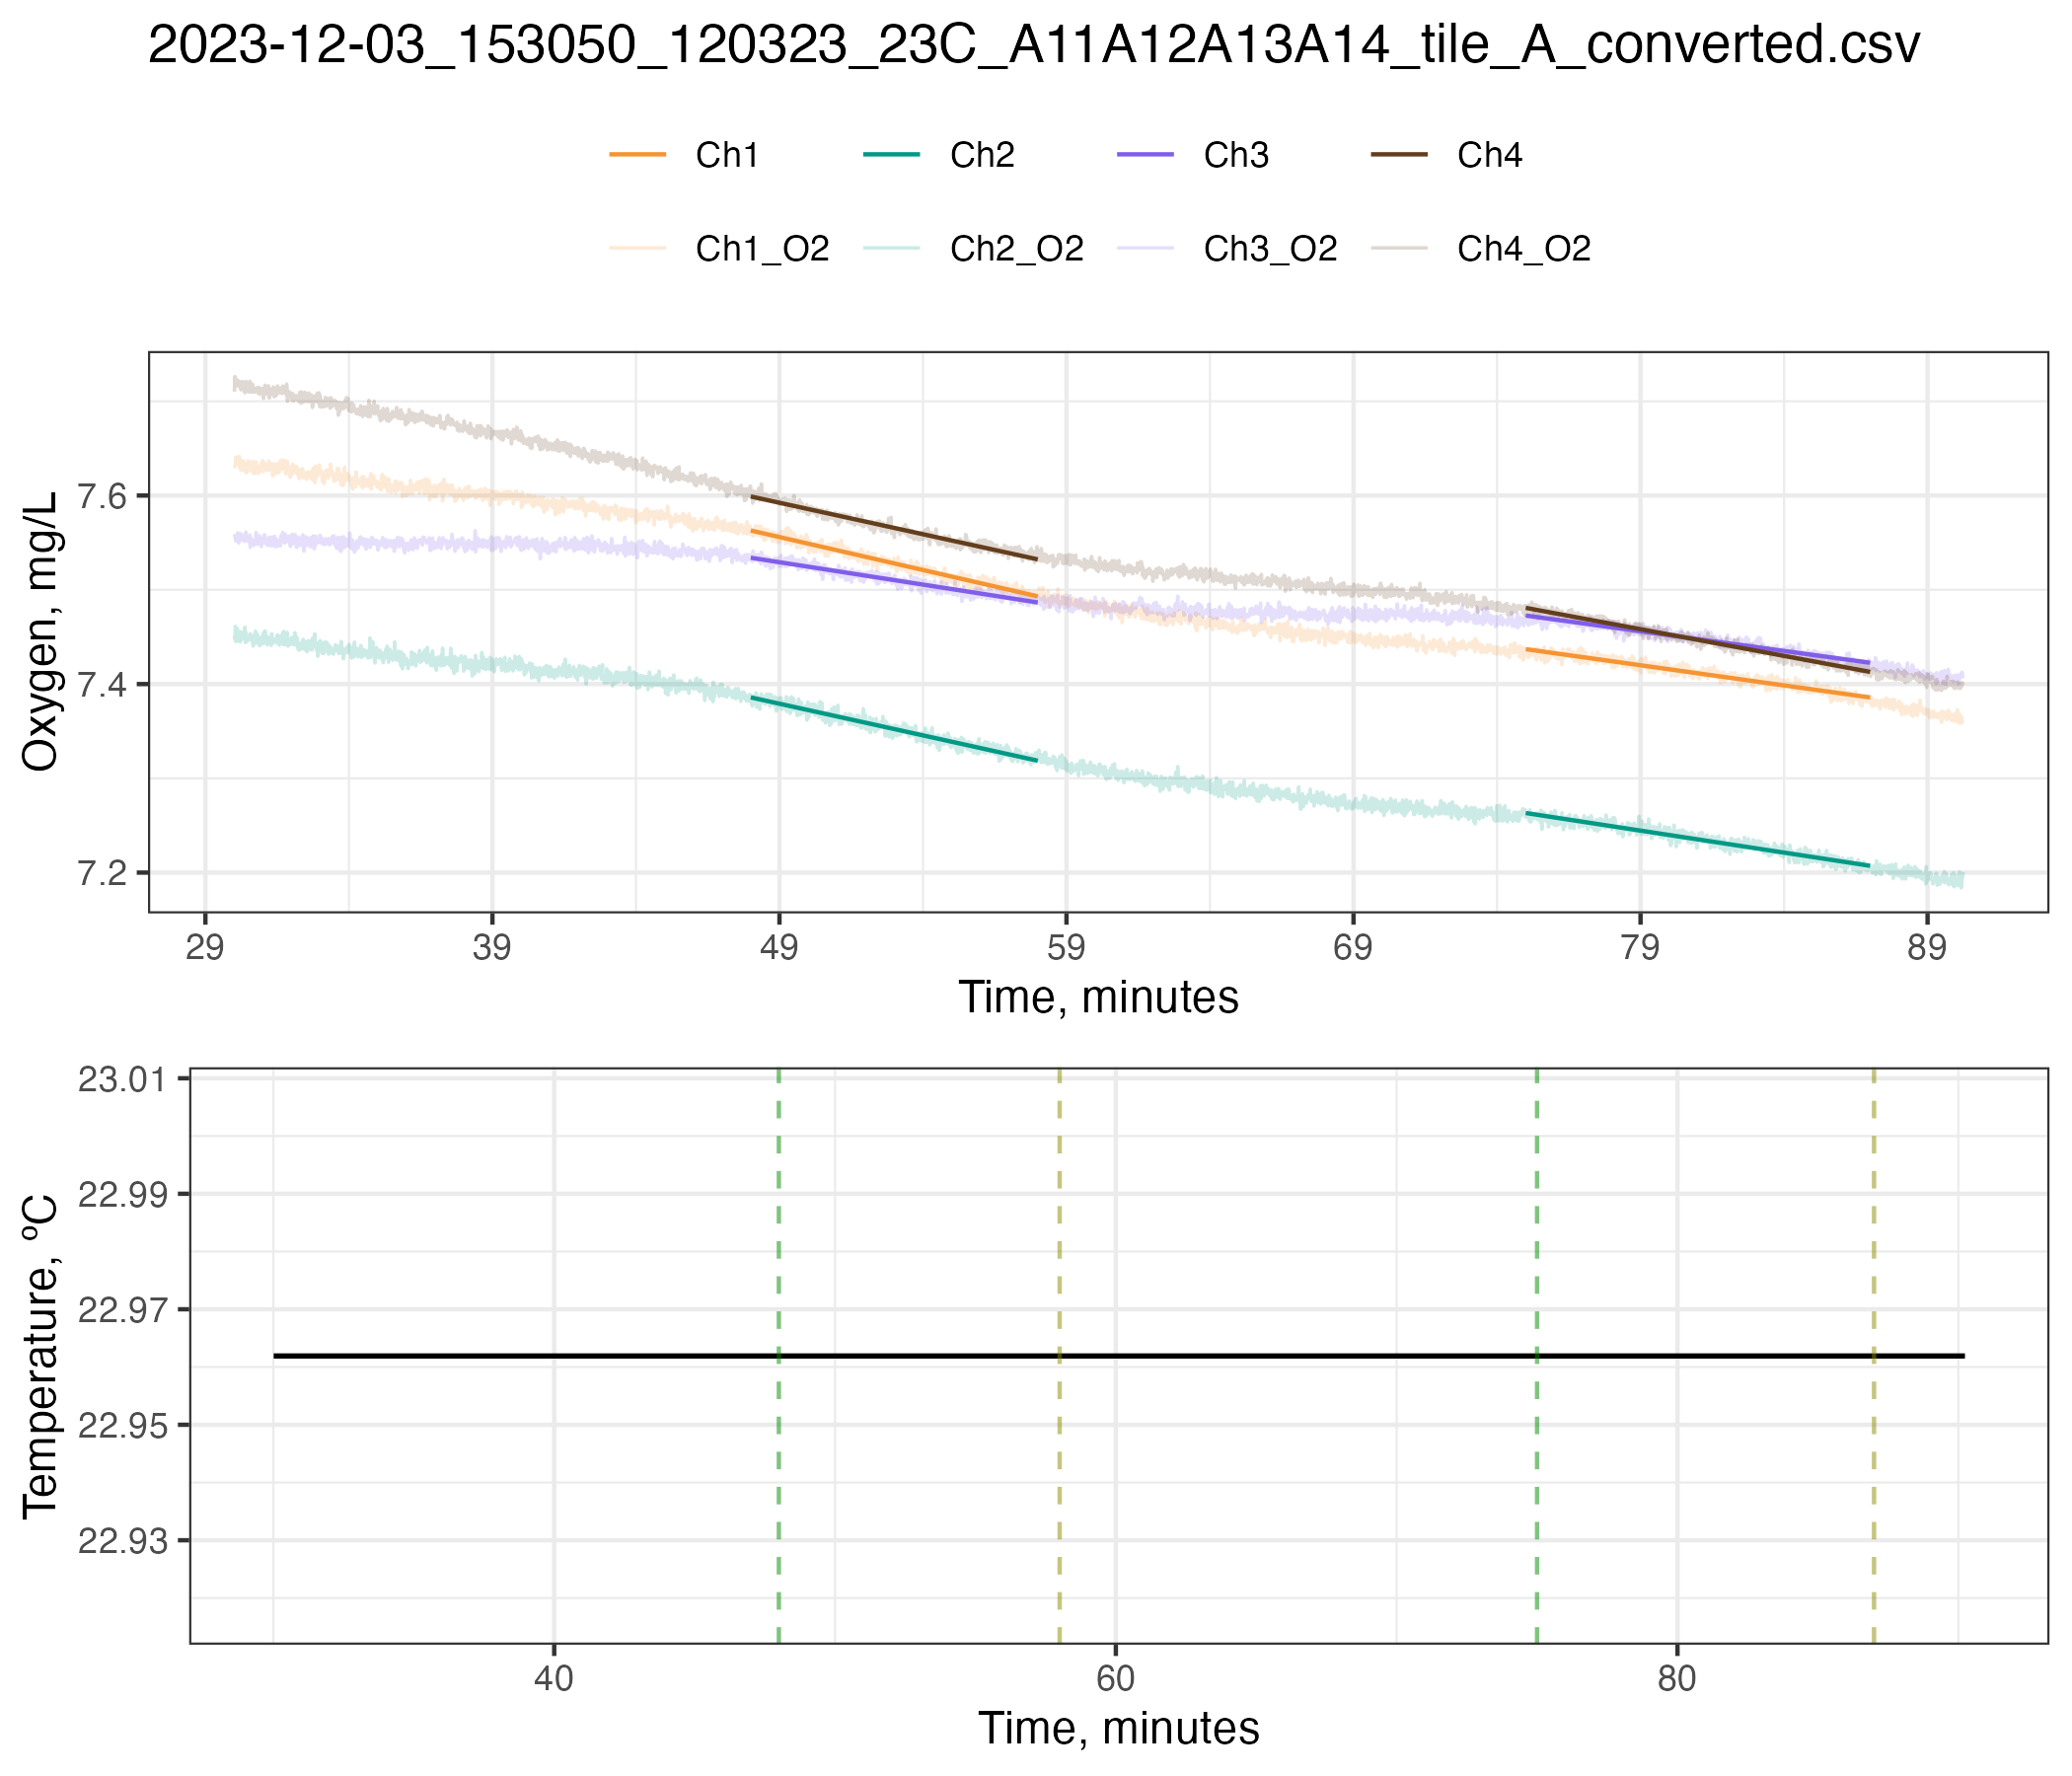 2023-12-03_153050_120323_23C_A11A12A13A14_tile_A_converted.csv
Ch1 Ch2 Ch3 Ch4
Ch1_O2 Ch2_O2 Ch3_O2 Ch4_O2
Oxygen, mg/L
7.6
7.4
7.2
29 39 49 59 69 79 89
Time, minutes
Temperature, ºC
23.01
22.99
22.97
22.95
22.93
40 60 80
Time, minutes